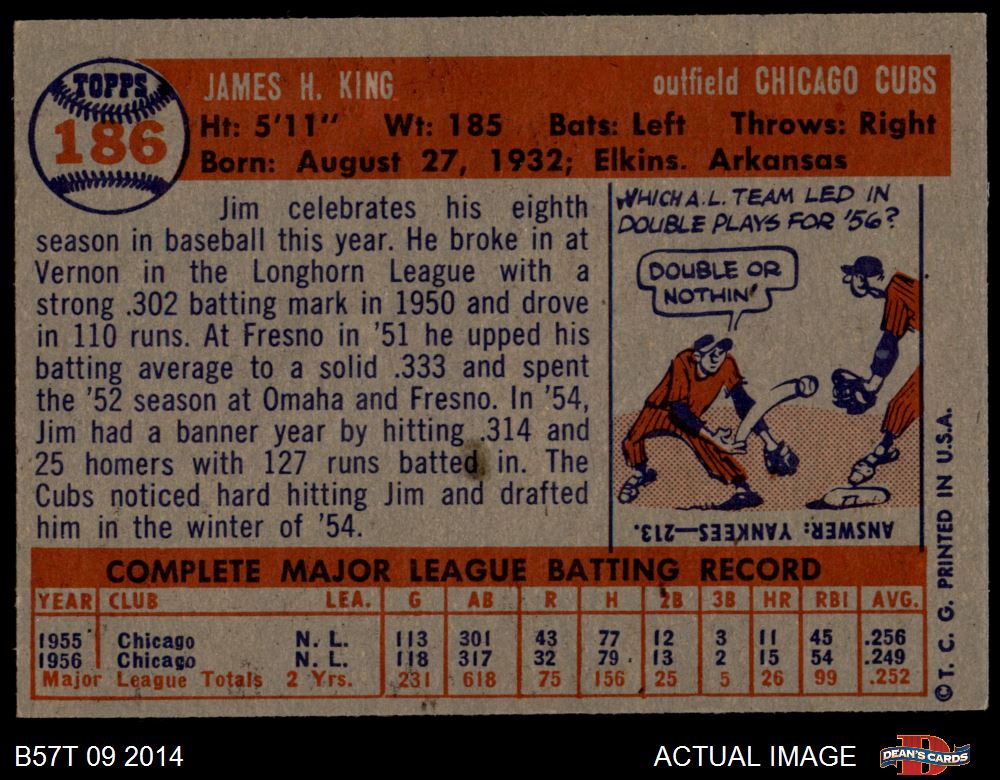 TOPPS
186
JAMES H. KING outfield CHICAGO CUBS
Ht: 5'11" Wt: 185 Bats: Left Throws: Right
Born: August 27, 1932; Elkins. Arkansas
Jim celebrates his eighth
season in baseball this year. He broke in at
Vernon in the Longhorn League with a
strong .302 batting mark in 1950 and drove
in 110 runs. At Fresno in '51 he upped his
batting average to a solid .333 and spent
the '52 season at Omaha and Fresno. In '54,
Jim had a banner year by hitting .314 and
25 homers with 127 runs batted in. The
Cubs noticed hard hitting Jim and drafted
him in the winter of '54.
WHICH A.L. TEAM LED IN
DOUBLE PLAYS FOR '56?
DOUBLE OR
NOTHIN'
ANSWER: YANKEES—213.
COMPLETE MAJOR LEAGUE BATTING RECORD
YEAR CLUB LEA. G AB R H 2B 3B HR RBI AVG.
1955 Chicago N. L. 113 301 43 77 12 3 11 45 .256
1956 Chicago N. L. 118 317 32 79 13 2 15 54 .249
Major League Totals 2 Yrs. 231 618 75 156 25 5 26 99 .252
© T. C. G. PRINTED IN U.S.A.
B57T 09 2014 ACTUAL IMAGE
DEAN'S CARDS